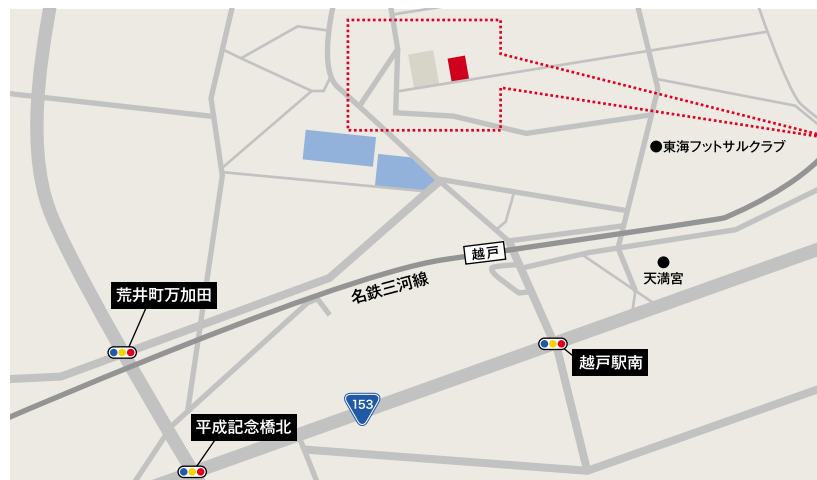 東海フットサルクラブ
越戸
天満宮
名鉄三河線
荒井町万加田
越戸駅南
153
平成記念橋北